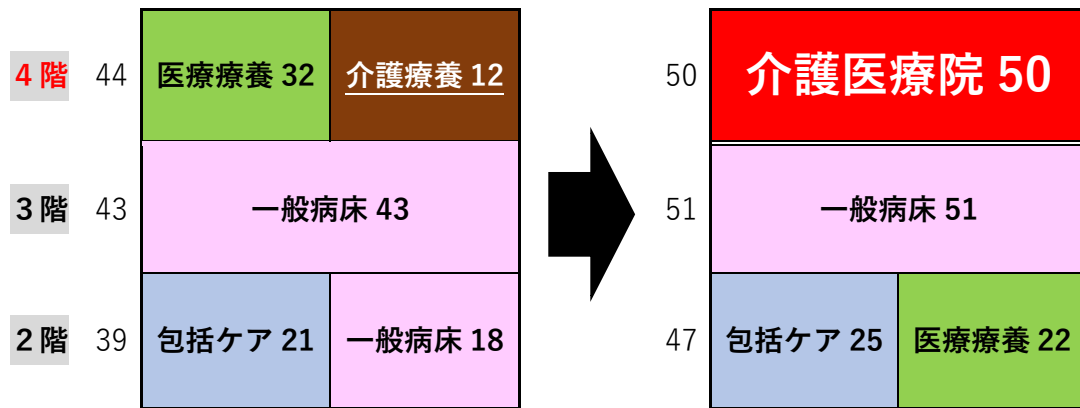 ４階 44 医療療養 32 介護療養 12 50 介護医療院 50
３階 43 一般病床 43 51 一般病床 51
２階 39 包括ケア 21 一般病床 18 47 包括ケア 25 医療療養 22